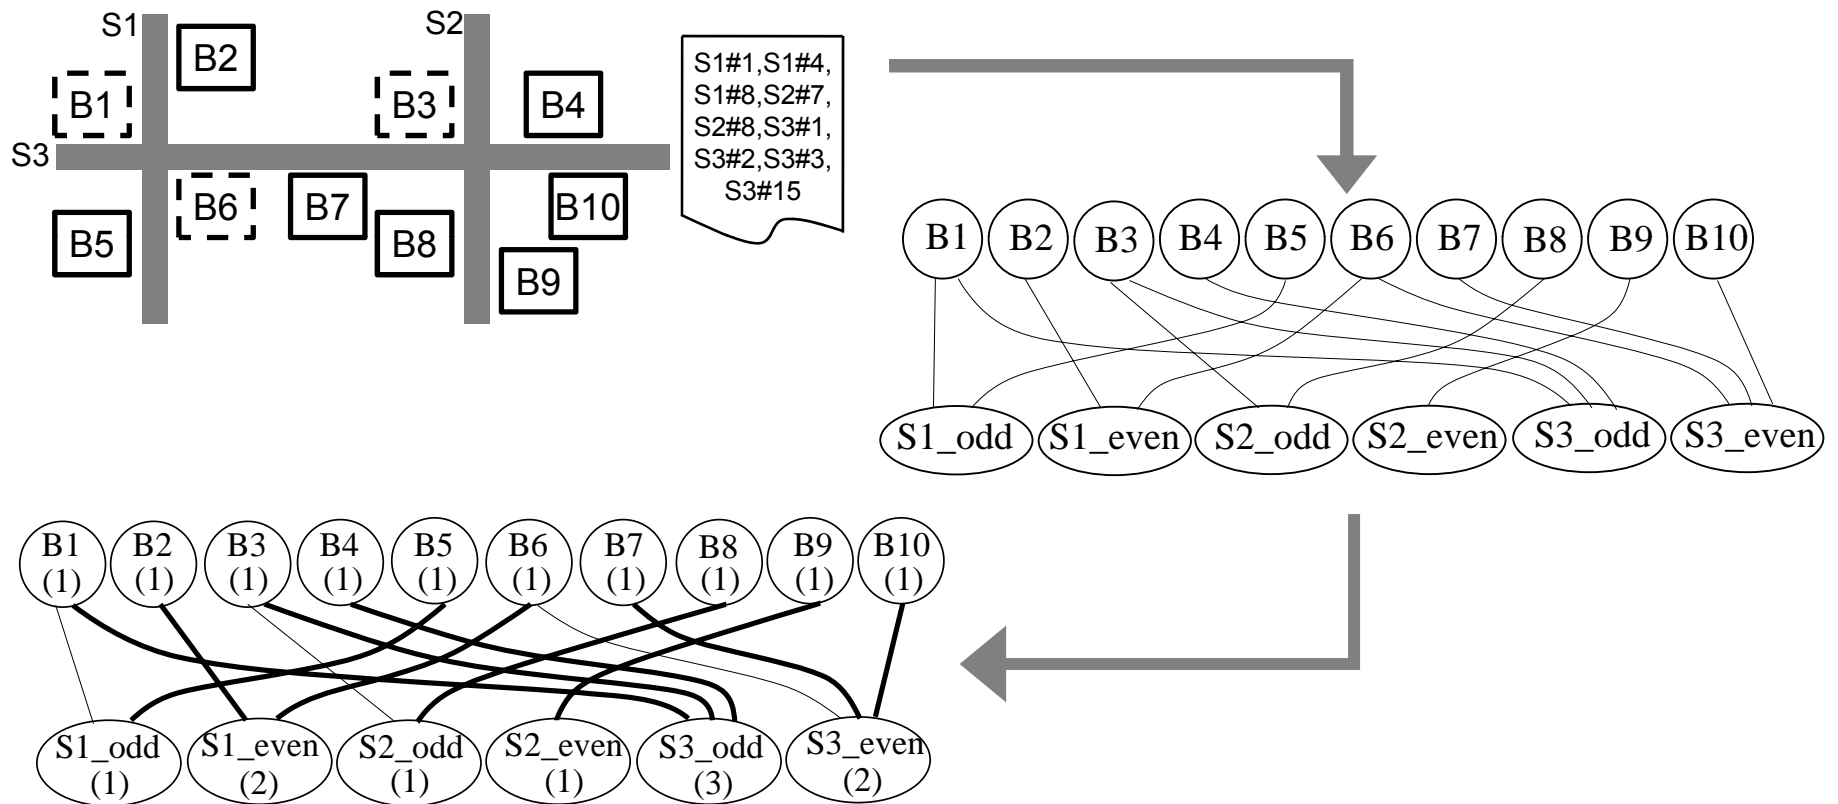 S1
S2
B2
B1
B3
B4
S3
B6
B7
B10
B5
B8
B9
S1#1,S1#4,
S1#8,S2#7,
S2#8,S3#1,
S3#2,S3#3,
S3#15
B1 B2 B3 B4 B5 B6 B7 B8 B9 B10
S1_odd S1_even S2_odd S2_even S3_odd S3_even
B1 B2 B3 B4 B5 B6 B7 B8 B9 B10
(1) (1) (1) (1) (1) (1) (1) (1) (1) (1)
S1_odd S1_even S2_odd S2_even S3_odd S3_even
(1) (2) (1) (1) (3) (2)